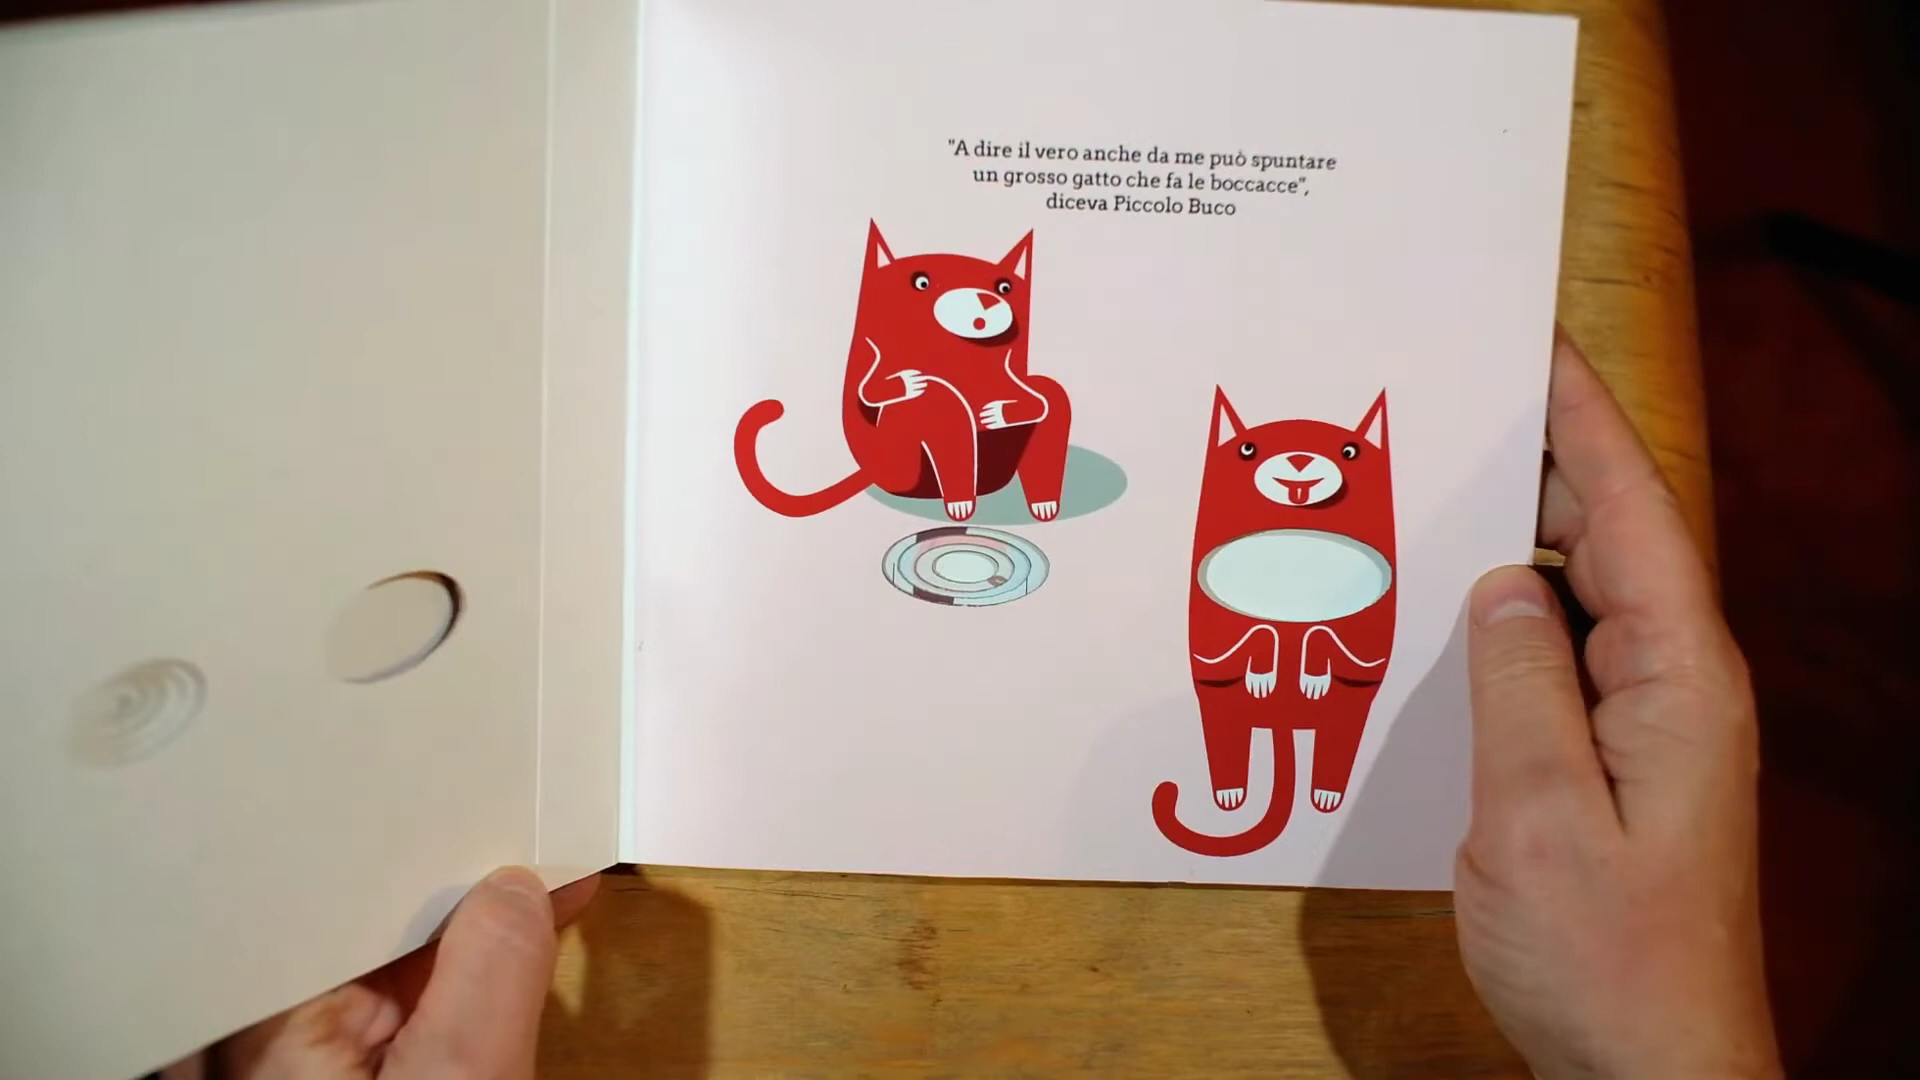 "A dire il vero anche da me può spuntare
un grosso gatto che fa le boccacce",
diceva Piccolo Buco